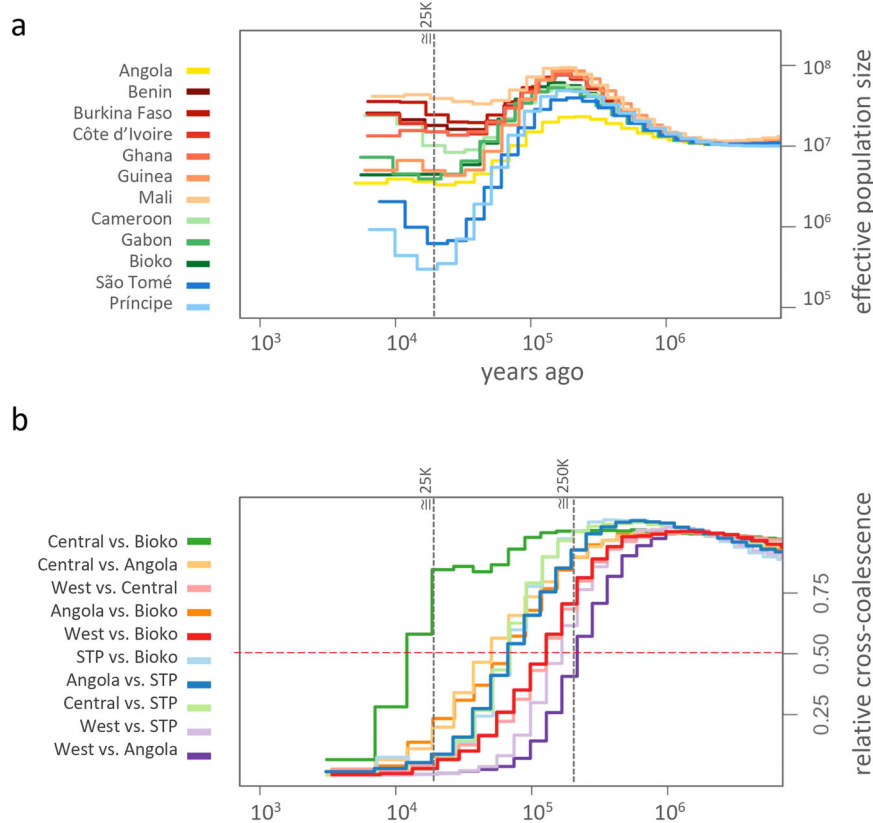 a
≅ 25K
Angola
Benin
Burkina Faso
Côte d’Ivoire
Ghana
Guinea
Mali
Cameroon
Gabon
Bioko
São Tomé
Príncipe
10⁸
10⁷
10⁶
10⁵
effective population size
10³
10⁴
10⁵
10⁶
years ago
b
≅ 25K
≅ 250K
Central vs. Bioko
Central vs. Angola
West vs. Central
Angola vs. Bioko
West vs. Bioko
STP vs. Bioko
Angola vs. STP
Central vs. STP
West vs. STP
West vs. Angola
0.75
0.50
0.25
relative cross-coalescence
10³
10⁴
10⁵
10⁶